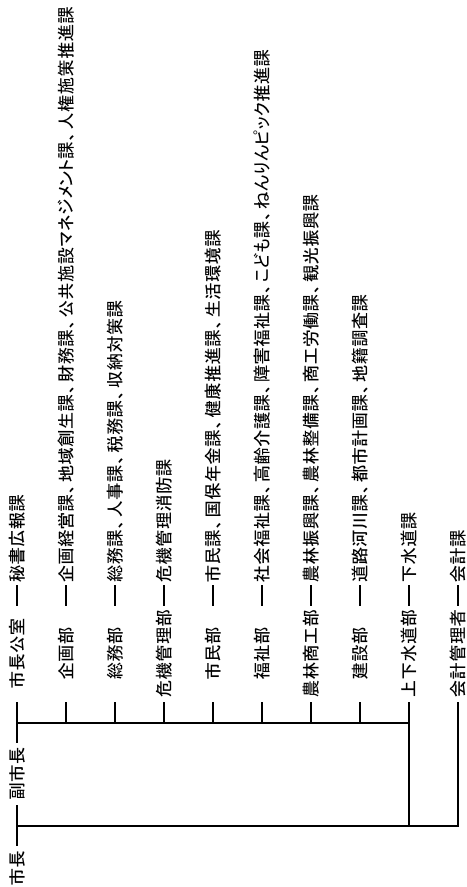 市長 副市長 市長公室 秘書広報課
企画部 企画経営課、地域創生課、財務課、公共施設マネジメント課、人権施策推進課
総務部 総務課、人事課、税務課、収納対策課
危機管理部 危機管理消防課
市民部 市民課、国保年金課、健康推進課、生活環境課
福祉部 社会福祉課、高齢介護課、障害福祉課、こども課、ねんりんピック推進課
農林商工部 農林振興課、農林整備課、商工労働課、観光振興課
建設部 道路河川課、都市計画課、地籍調査課
上下水道部 下水道課
会計管理者 会計課